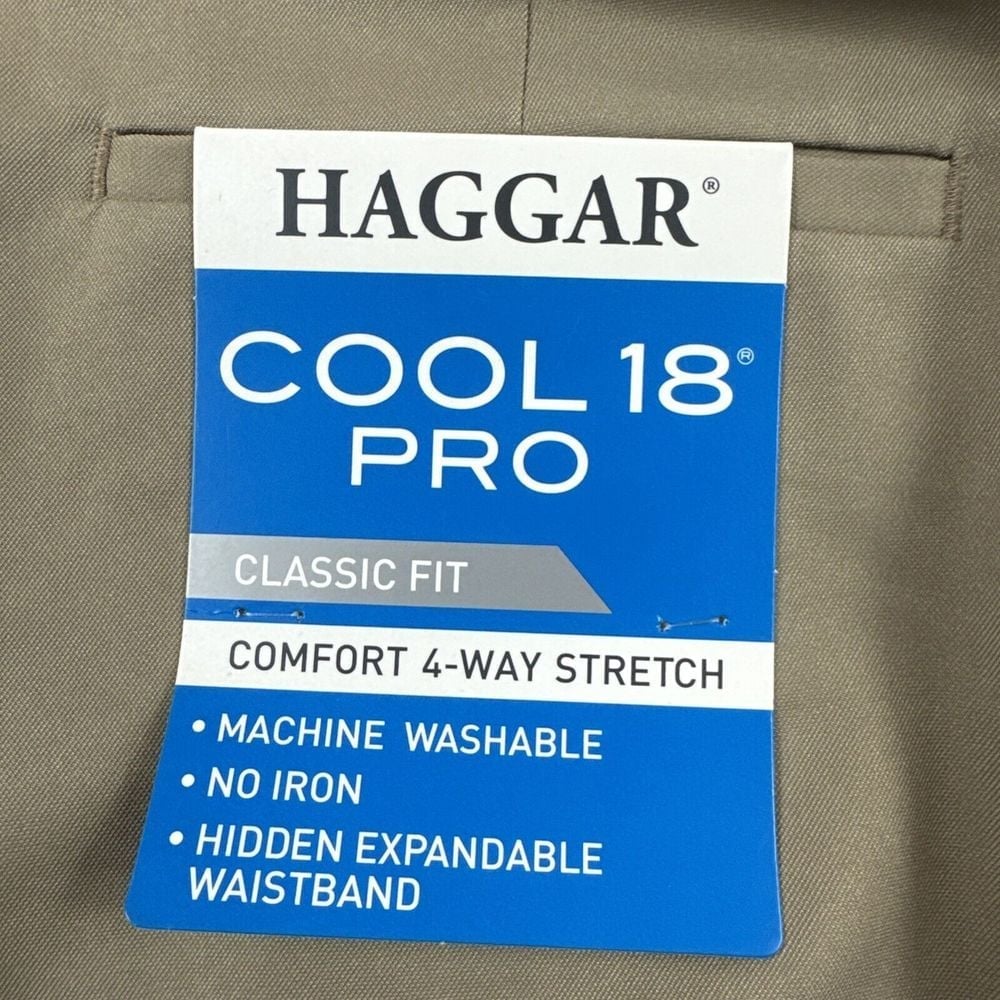 HAGGAR®
COOL 18®
PRO
CLASSIC FIT
COMFORT 4-WAY STRETCH
• MACHINE WASHABLE
• NO IRON
• HIDDEN EXPANDABLE
WAISTBAND